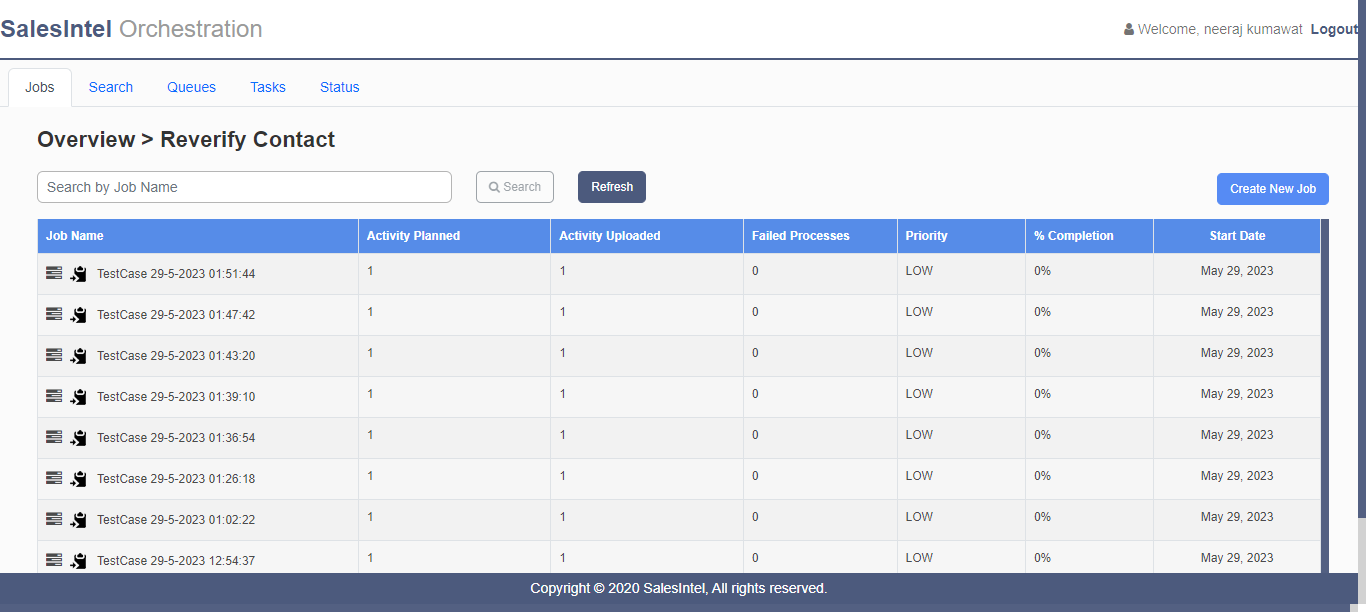 SalesIntel Orchestration Welcome, neeraj kumawat Logout
Jobs Search Queues Tasks Status
Overview > Reverify Contact
Search by Job Name Search Refresh Create New Job
Job Name Activity Planned Activity Uploaded Failed Processes Priority % Completion Start Date
TestCase 29-5-2023 01:51:44 1 1 0 LOW 0% May 29, 2023
TestCase 29-5-2023 01:47:42 1 1 0 LOW 0% May 29, 2023
TestCase 29-5-2023 01:43:20 1 1 0 LOW 0% May 29, 2023
TestCase 29-5-2023 01:39:10 1 1 0 LOW 0% May 29, 2023
TestCase 29-5-2023 01:36:54 1 1 0 LOW 0% May 29, 2023
TestCase 29-5-2023 01:26:18 1 1 0 LOW 0% May 29, 2023
TestCase 29-5-2023 01:02:22 1 1 0 LOW 0% May 29, 2023
TestCase 29-5-2023 12:54:37 1 1 0 LOW 0% May 29, 2023
Copyright © 2020 SalesIntel, All rights reserved.